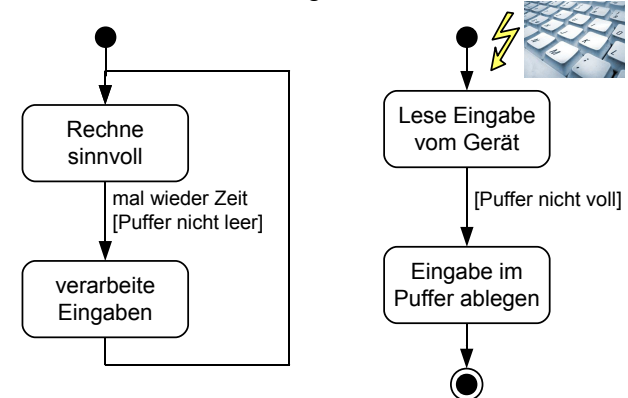 Rechne
sinnvoll
mal wieder Zeit
[Puffer nicht leer]
verarbeite
Eingaben
Lese Eingabe
vom Gerät
[Puffer nicht voll]
Eingabe im
Puffer ablegen